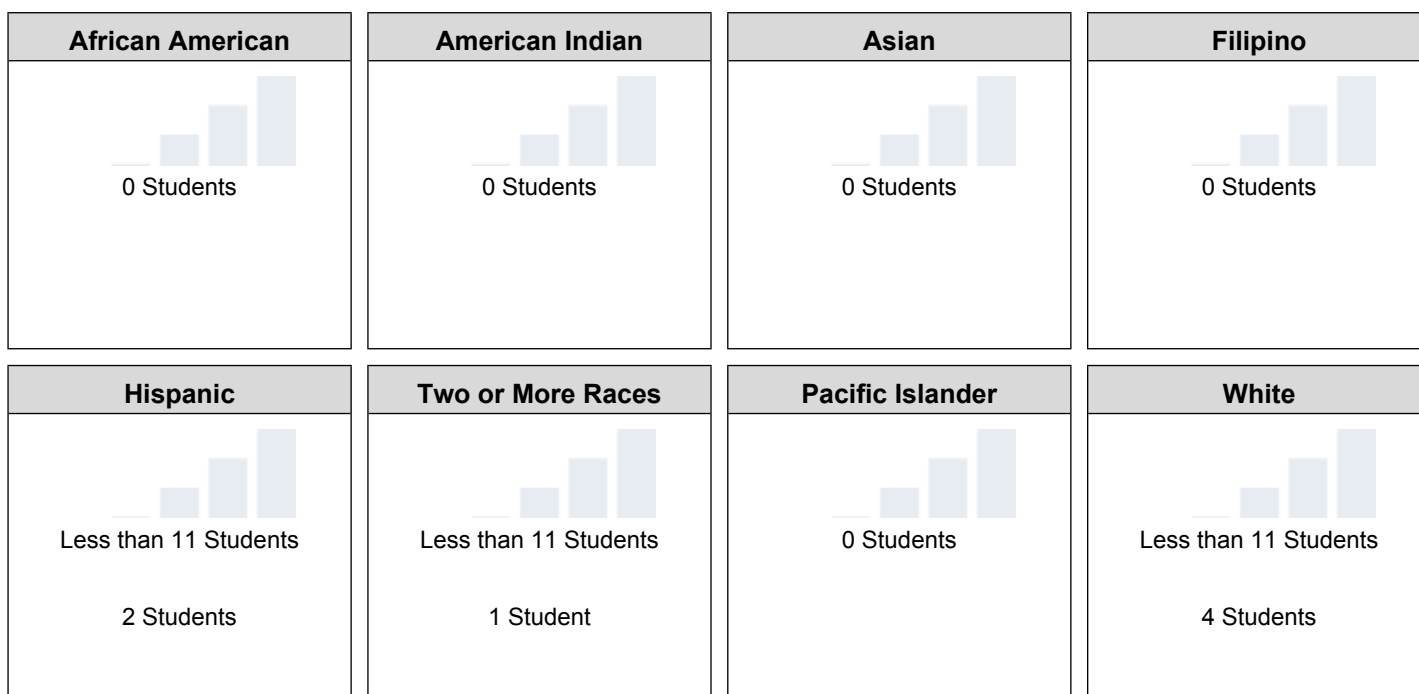 African American
American Indian
Asian
Filipino
0 Students
0 Students
0 Students
0 Students
Hispanic
Two or More Races
Pacific Islander
White
Less than 11 Students
Less than 11 Students
0 Students
Less than 11 Students
2 Students
1 Student
4 Students